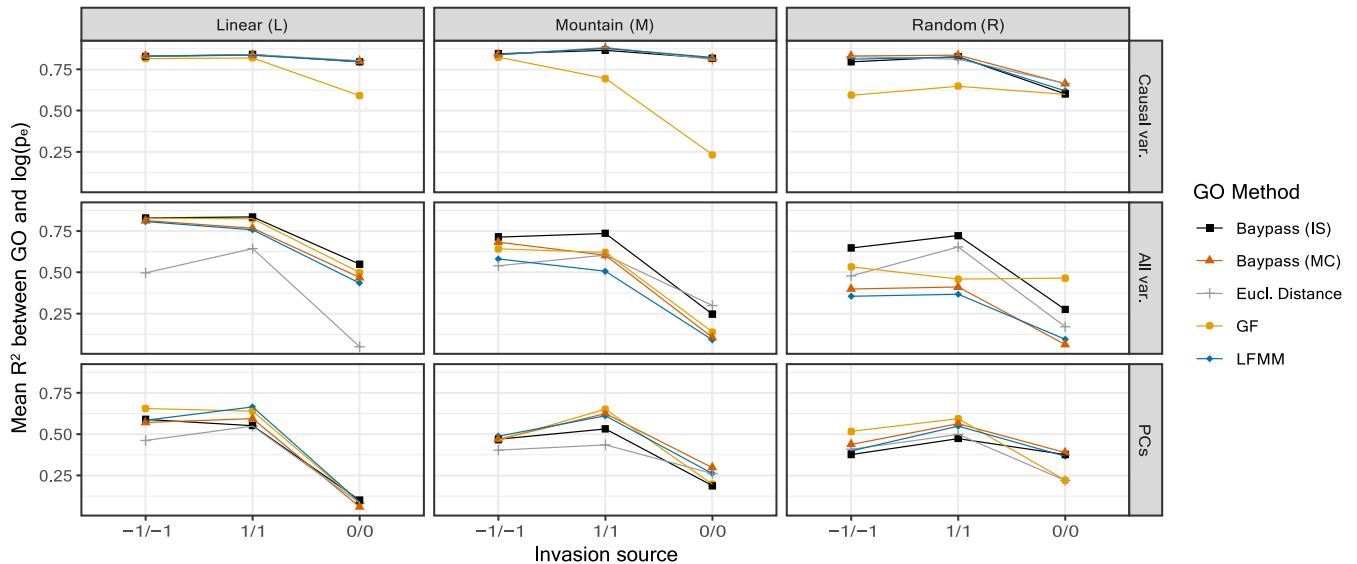 Linear (L)
Mountain (M)
Random (R)
Mean R² between GO and log(pₑ)
0.75
0.50
0.25
Causal var.
0.75
0.50
0.25
All var.
0.75
0.50
0.25
PCs
−1/−1
1/1
0/0
−1/−1
1/1
0/0
−1/−1
1/1
0/0
Invasion source
GO Method
Baypass (IS)
Baypass (MC)
Eucl. Distance
GF
LFMM